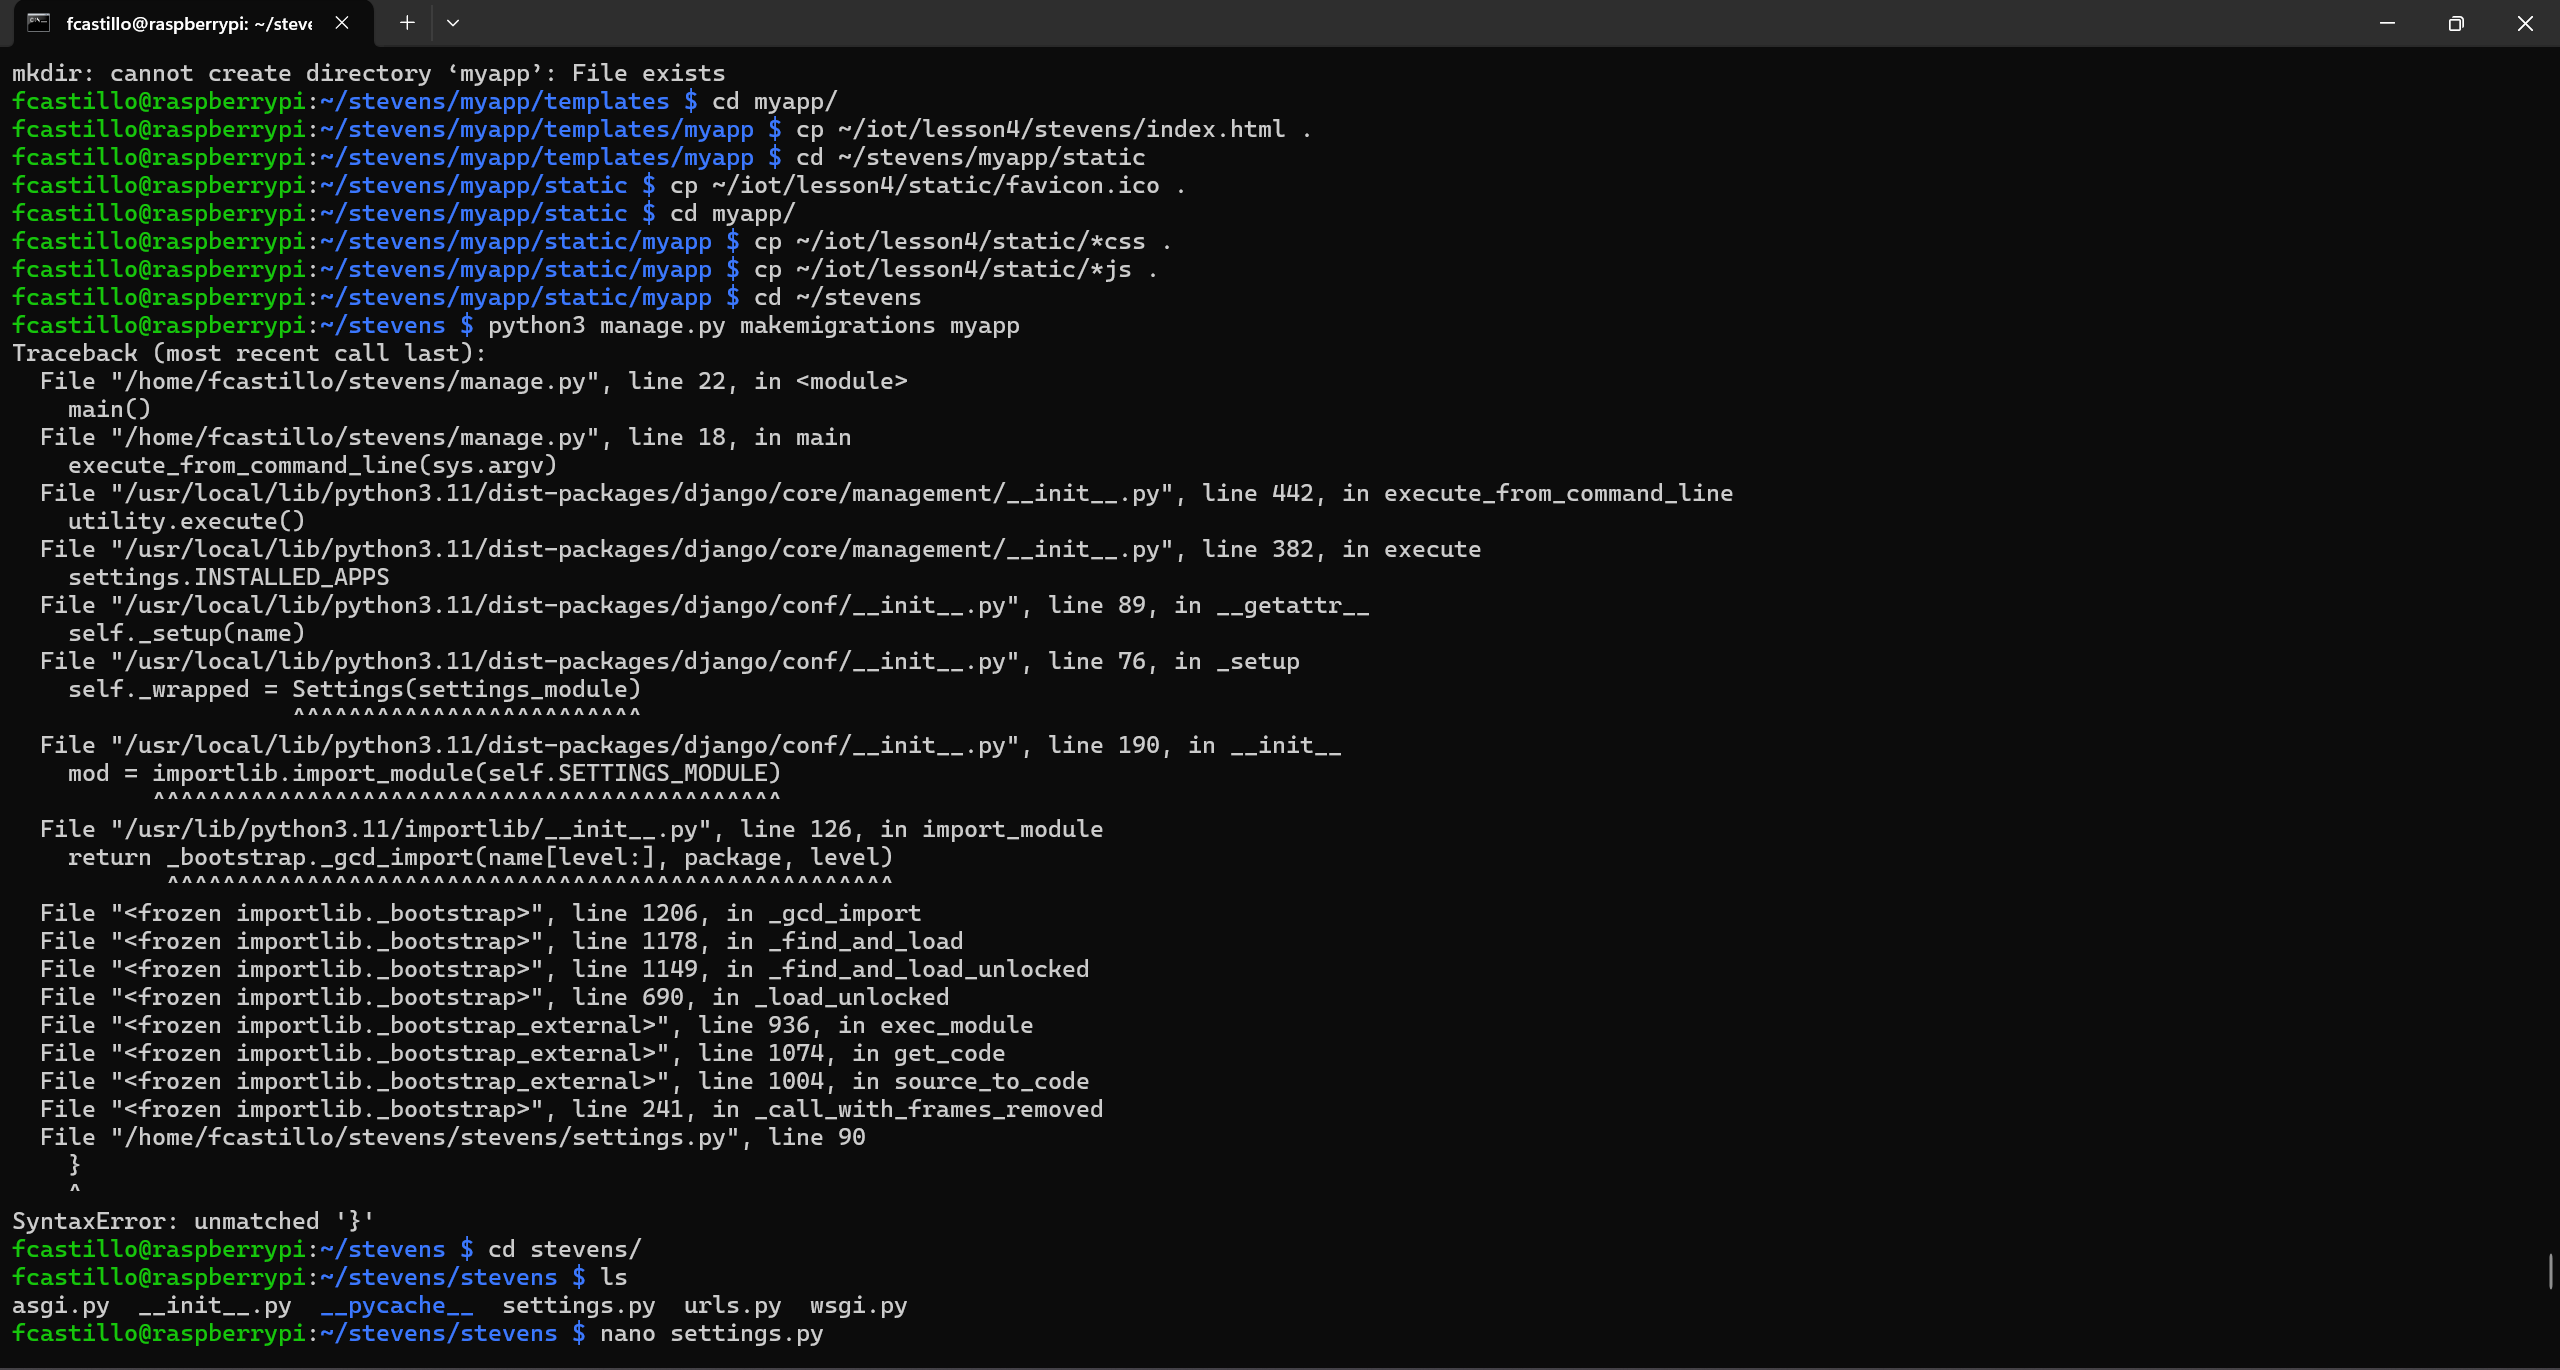 fcastillo@raspberrypi: ~/steve
mkdir: cannot create directory ‘myapp’: File exists
fcastillo@raspberrypi:~/stevens/myapp/templates $ cd myapp/
fcastillo@raspberrypi:~/stevens/myapp/templates/myapp $ cp ~/iot/lesson4/stevens/index.html .
fcastillo@raspberrypi:~/stevens/myapp/templates/myapp $ cd ~/stevens/myapp/static
fcastillo@raspberrypi:~/stevens/myapp/static $ cp ~/iot/lesson4/static/favicon.ico .
fcastillo@raspberrypi:~/stevens/myapp/static $ cd myapp/
fcastillo@raspberrypi:~/stevens/myapp/static/myapp $ cp ~/iot/lesson4/static/*css .
fcastillo@raspberrypi:~/stevens/myapp/static/myapp $ cp ~/iot/lesson4/static/*js .
fcastillo@raspberrypi:~/stevens/myapp/static/myapp $ cd ~/stevens
fcastillo@raspberrypi:~/stevens $ python3 manage.py makemigrations myapp
Traceback (most recent call last):
  File "/home/fcastillo/stevens/manage.py", line 22, in <module>
    main()
  File "/home/fcastillo/stevens/manage.py", line 18, in main
    execute_from_command_line(sys.argv)
  File "/usr/local/lib/python3.11/dist-packages/django/core/management/__init__.py", line 442, in execute_from_command_line
    utility.execute()
  File "/usr/local/lib/python3.11/dist-packages/django/core/management/__init__.py", line 382, in execute
    settings.INSTALLED_APPS
  File "/usr/local/lib/python3.11/dist-packages/django/conf/__init__.py", line 89, in __getattr__
    self._setup(name)
  File "/usr/local/lib/python3.11/dist-packages/django/conf/__init__.py", line 76, in _setup
    self._wrapped = Settings(settings_module)
                    ^^^^^^^^^^^^^^^^^^^^^^^^^
  File "/usr/local/lib/python3.11/dist-packages/django/conf/__init__.py", line 190, in __init__
    mod = importlib.import_module(self.SETTINGS_MODULE)
          ^^^^^^^^^^^^^^^^^^^^^^^^^^^^^^^^^^^^^^^^^^^^^
  File "/usr/lib/python3.11/importlib/__init__.py", line 126, in import_module
    return _bootstrap._gcd_import(name[level:], package, level)
           ^^^^^^^^^^^^^^^^^^^^^^^^^^^^^^^^^^^^^^^^^^^^^^^^^^^^
  File "<frozen importlib._bootstrap>", line 1206, in _gcd_import
  File "<frozen importlib._bootstrap>", line 1178, in _find_and_load
  File "<frozen importlib._bootstrap>", line 1149, in _find_and_load_unlocked
  File "<frozen importlib._bootstrap>", line 690, in _load_unlocked
  File "<frozen importlib._bootstrap_external>", line 936, in exec_module
  File "<frozen importlib._bootstrap_external>", line 1074, in get_code
  File "<frozen importlib._bootstrap_external>", line 1004, in source_to_code
  File "<frozen importlib._bootstrap>", line 241, in _call_with_frames_removed
  File "/home/fcastillo/stevens/stevens/settings.py", line 90
    }
    ^
SyntaxError: unmatched '}'
fcastillo@raspberrypi:~/stevens $ cd stevens/
fcastillo@raspberrypi:~/stevens/stevens $ ls
asgi.py  __init__.py  __pycache__  settings.py  urls.py  wsgi.py
fcastillo@raspberrypi:~/stevens/stevens $ nano settings.py